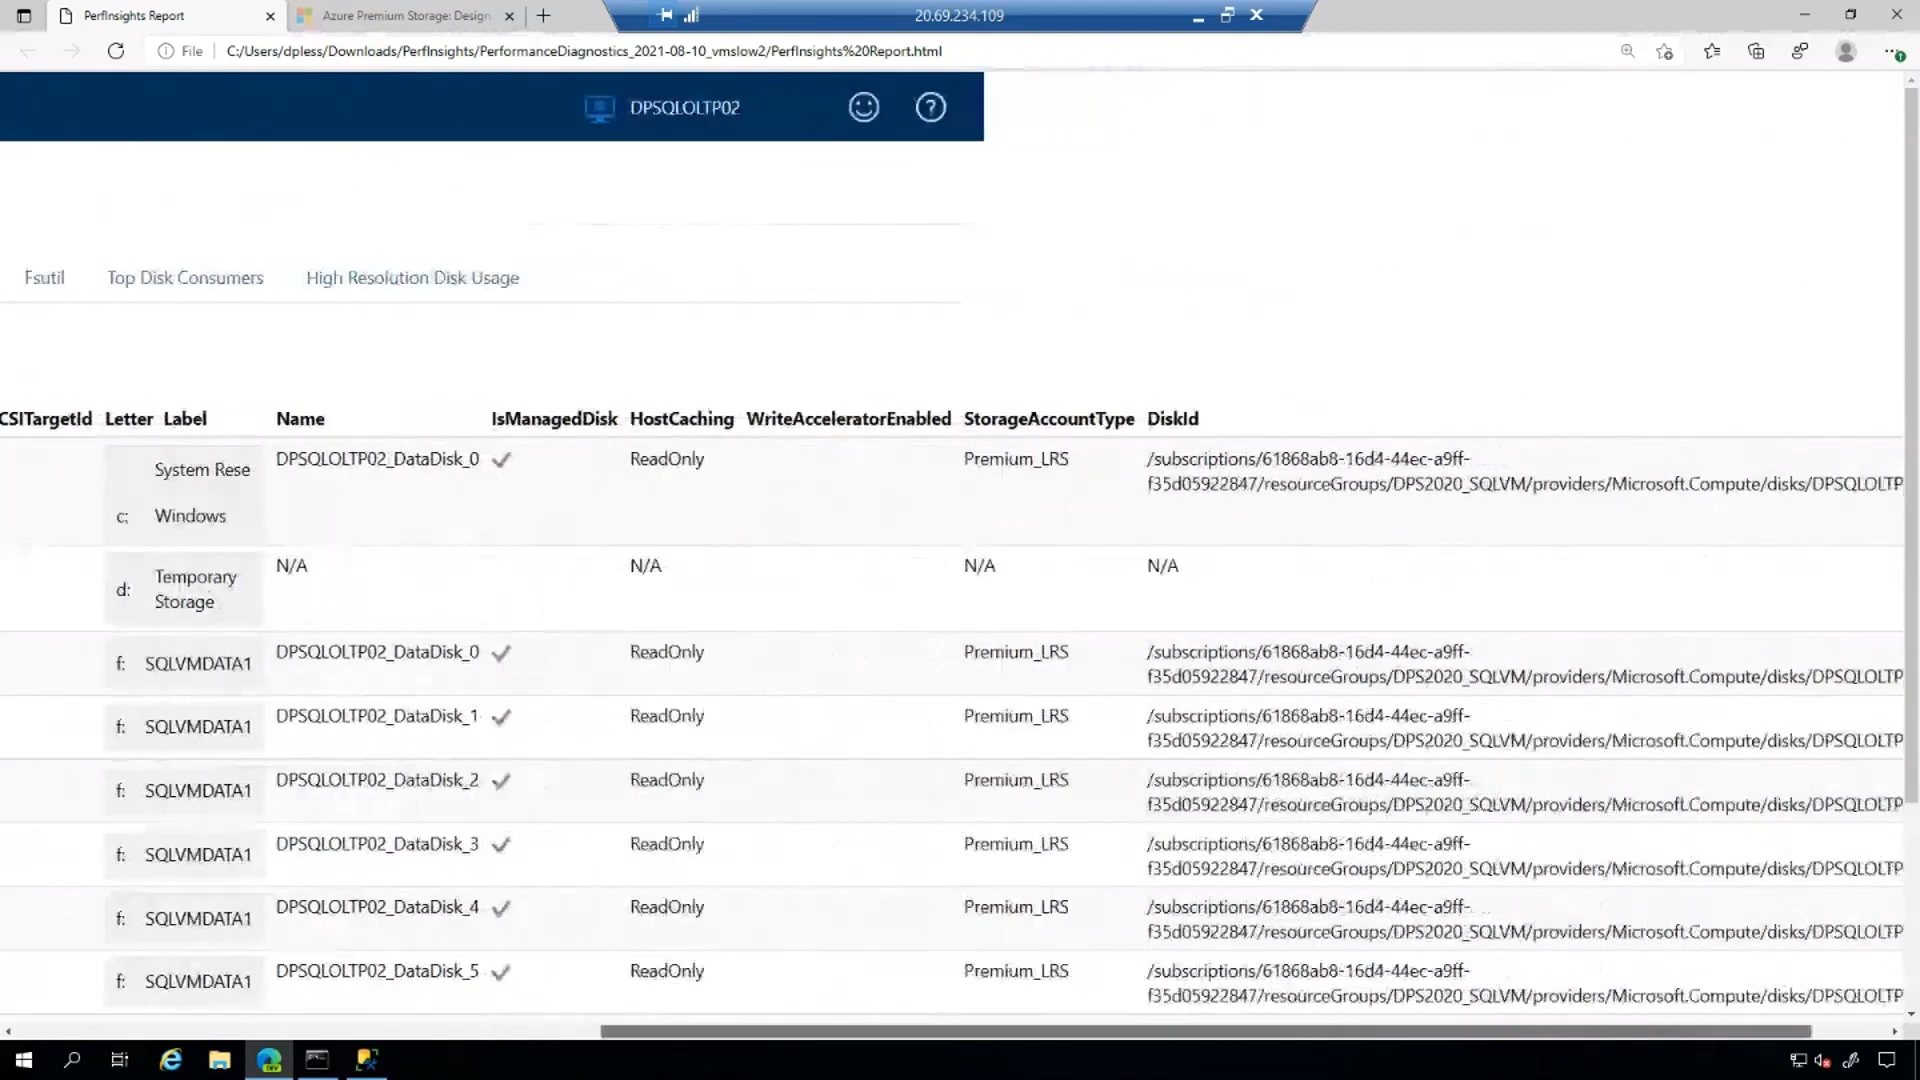 PerfInsights Report
Azure Premium Storage: Design
20.69.234.109
File
C:/Users/dpless/Downloads/PerfInsights/PerformanceDiagnostics_2021-08-10_vmslow2/PerfInsights%20Report.html
DPSQLOLTP02
Fsutil Top Disk Consumers High Resolution Disk Usage
CSITargetId Letter Label Name IsManagedDisk HostCaching WriteAcceleratorEnabled StorageAccountType DiskId
System Rese
c: Windows
DPSQLOLTP02_DataDisk_0 ReadOnly Premium_LRS
/subscriptions/61868ab8-16d4-44ec-a9ff-
f35d05922847/resourceGroups/DPS2020_SQLVM/providers/Microsoft.Compute/disks/DPSQLOLTP
d: Temporary
Storage
N/A N/A N/A N/A
f: SQLVMDATA1 DPSQLOLTP02_DataDisk_0 ReadOnly Premium_LRS
/subscriptions/61868ab8-16d4-44ec-a9ff-
f35d05922847/resourceGroups/DPS2020_SQLVM/providers/Microsoft.Compute/disks/DPSQLOLTP
f: SQLVMDATA1 DPSQLOLTP02_DataDisk_1 ReadOnly Premium_LRS
/subscriptions/61868ab8-16d4-44ec-a9ff-
f35d05922847/resourceGroups/DPS2020_SQLVM/providers/Microsoft.Compute/disks/DPSQLOLTP
f: SQLVMDATA1 DPSQLOLTP02_DataDisk_2 ReadOnly Premium_LRS
/subscriptions/61868ab8-16d4-44ec-a9ff-
f35d05922847/resourceGroups/DPS2020_SQLVM/providers/Microsoft.Compute/disks/DPSQLOLTP
f: SQLVMDATA1 DPSQLOLTP02_DataDisk_3 ReadOnly Premium_LRS
/subscriptions/61868ab8-16d4-44ec-a9ff-
f35d05922847/resourceGroups/DPS2020_SQLVM/providers/Microsoft.Compute/disks/DPSQLOLTP
f: SQLVMDATA1 DPSQLOLTP02_DataDisk_4 ReadOnly Premium_LRS
/subscriptions/61868ab8-16d4-44ec-a9ff-
f35d05922847/resourceGroups/DPS2020_SQLVM/providers/Microsoft.Compute/disks/DPSQLOLTP
f: SQLVMDATA1 DPSQLOLTP02_DataDisk_5 ReadOnly Premium_LRS
/subscriptions/61868ab8-16d4-44ec-a9ff-
f35d05922847/resourceGroups/DPS2020_SQLVM/providers/Microsoft.Compute/disks/DPSQLOLTP